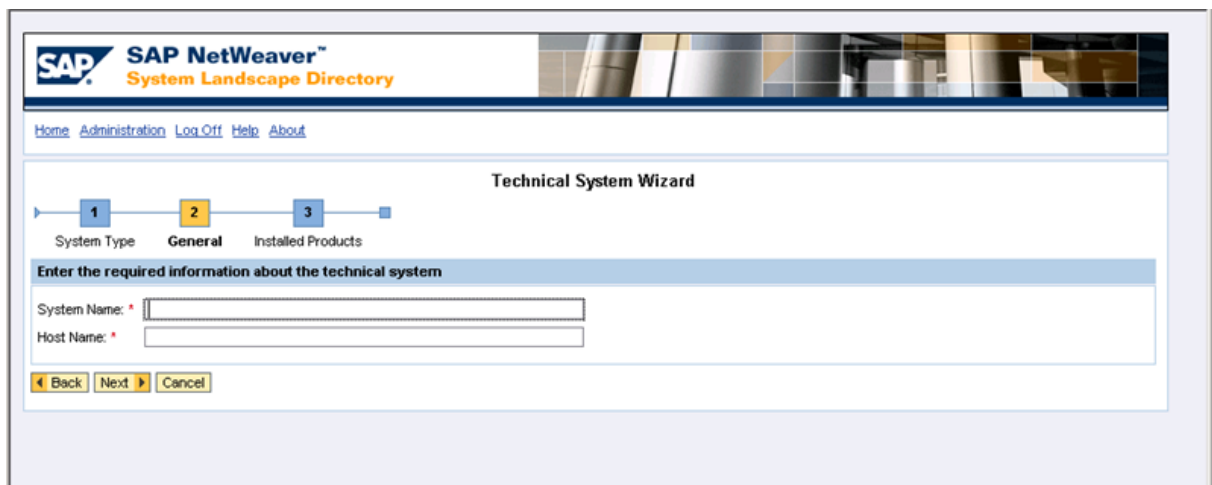 SAP
SAP NetWeaver™
System Landscape Directory
Home Administration Log Off Help About
Technical System Wizard
1 2 3
System Type General Installed Products
Enter the required information about the technical system
System Name: *
Host Name: *
Back Next Cancel